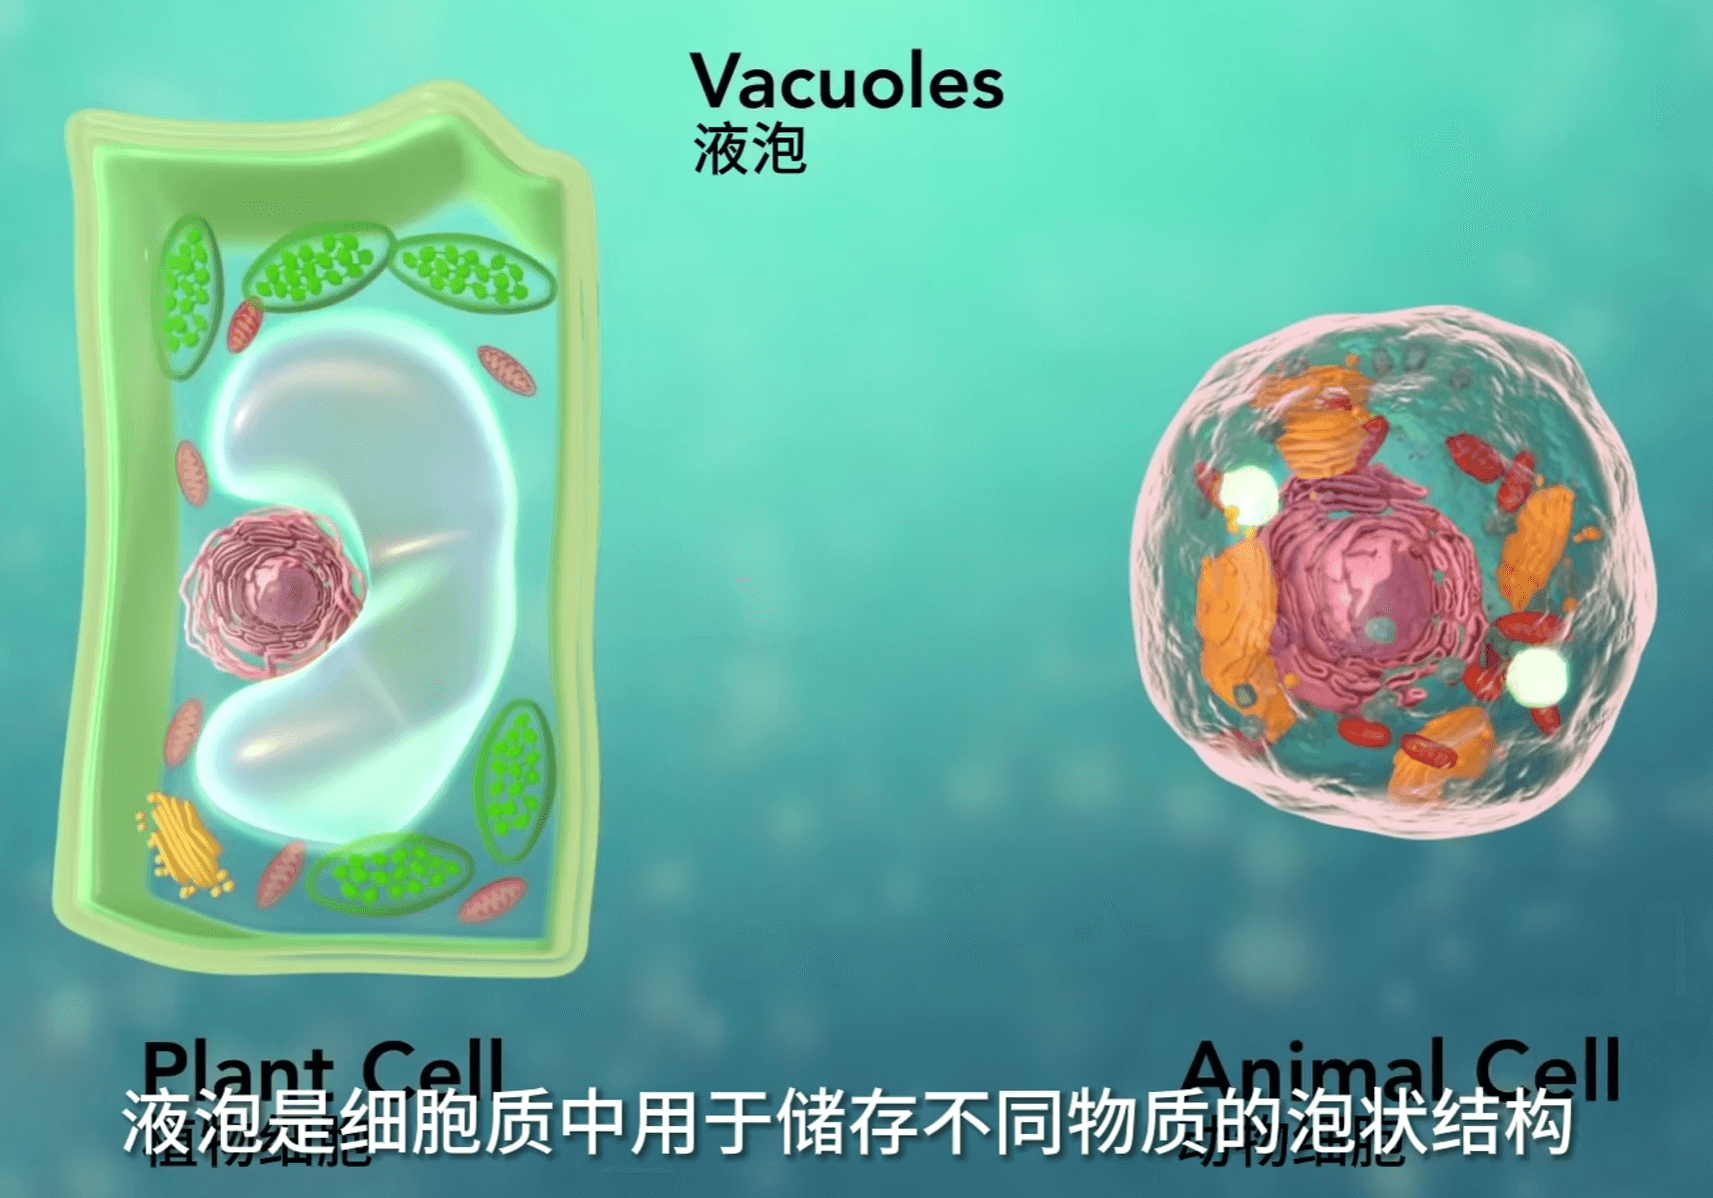 Vacuoles
液泡
Plant Cell
Animal Cell
液泡是细胞质中用于储存不同物质的泡状结构
植物细胞
动物细胞